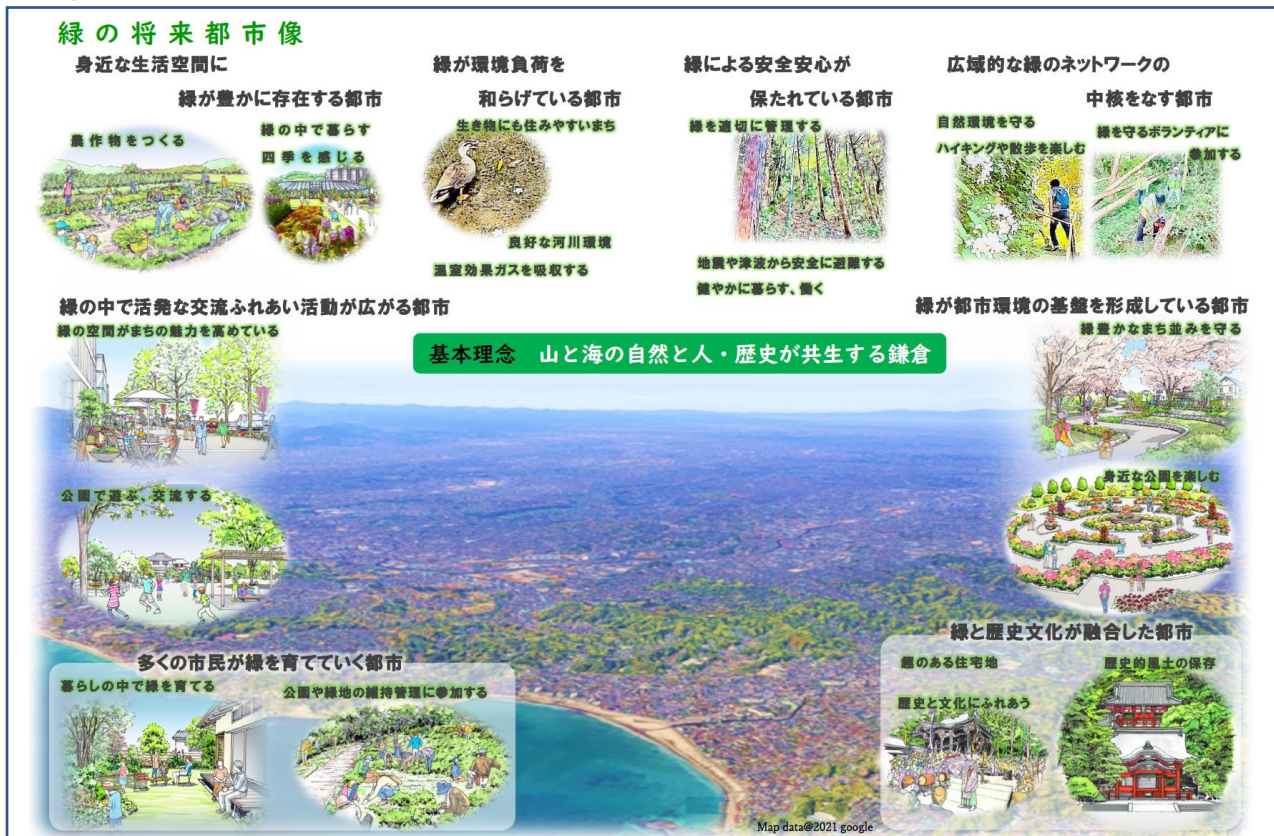 緑の将来都市像
身近な生活空間に
緑が豊かに存在する都市
農作物をつくる
緑の中で暮らす
四季を感じる
緑が環境負荷を
和らげている都市
生き物にも住みやすいまち
良好な河川環境
温室効果ガスを吸収する
緑による安全安心が
保たれている都市
緑を適切に管理する
地震や津波から安全に避難する
健やかに暮らす、働く
広域的な緑のネットワークの
中核をなす都市
自然環境を守る
ハイキングや散歩を楽しむ
緑を守るボランティアに
参加する
緑の中で活発な交流ふれあい活動が広がる都市
緑の空間がまちの魅力を高めている
公園で遊ぶ、交流する
基本理念 山と海の自然と人・歴史が共生する鎌倉
緑が都市環境の基盤を形成している都市
緑豊かなまち並みを守る
身近な公園を楽しむ
多くの市民が緑を育てていく都市
暮らしの中で緑を育てる
公園や緑地の維持管理に参加する
緑と歴史文化が融合した都市
趣のある住宅地
歴史的風土の保存
歴史と文化にふれあう
Map data@2021 google